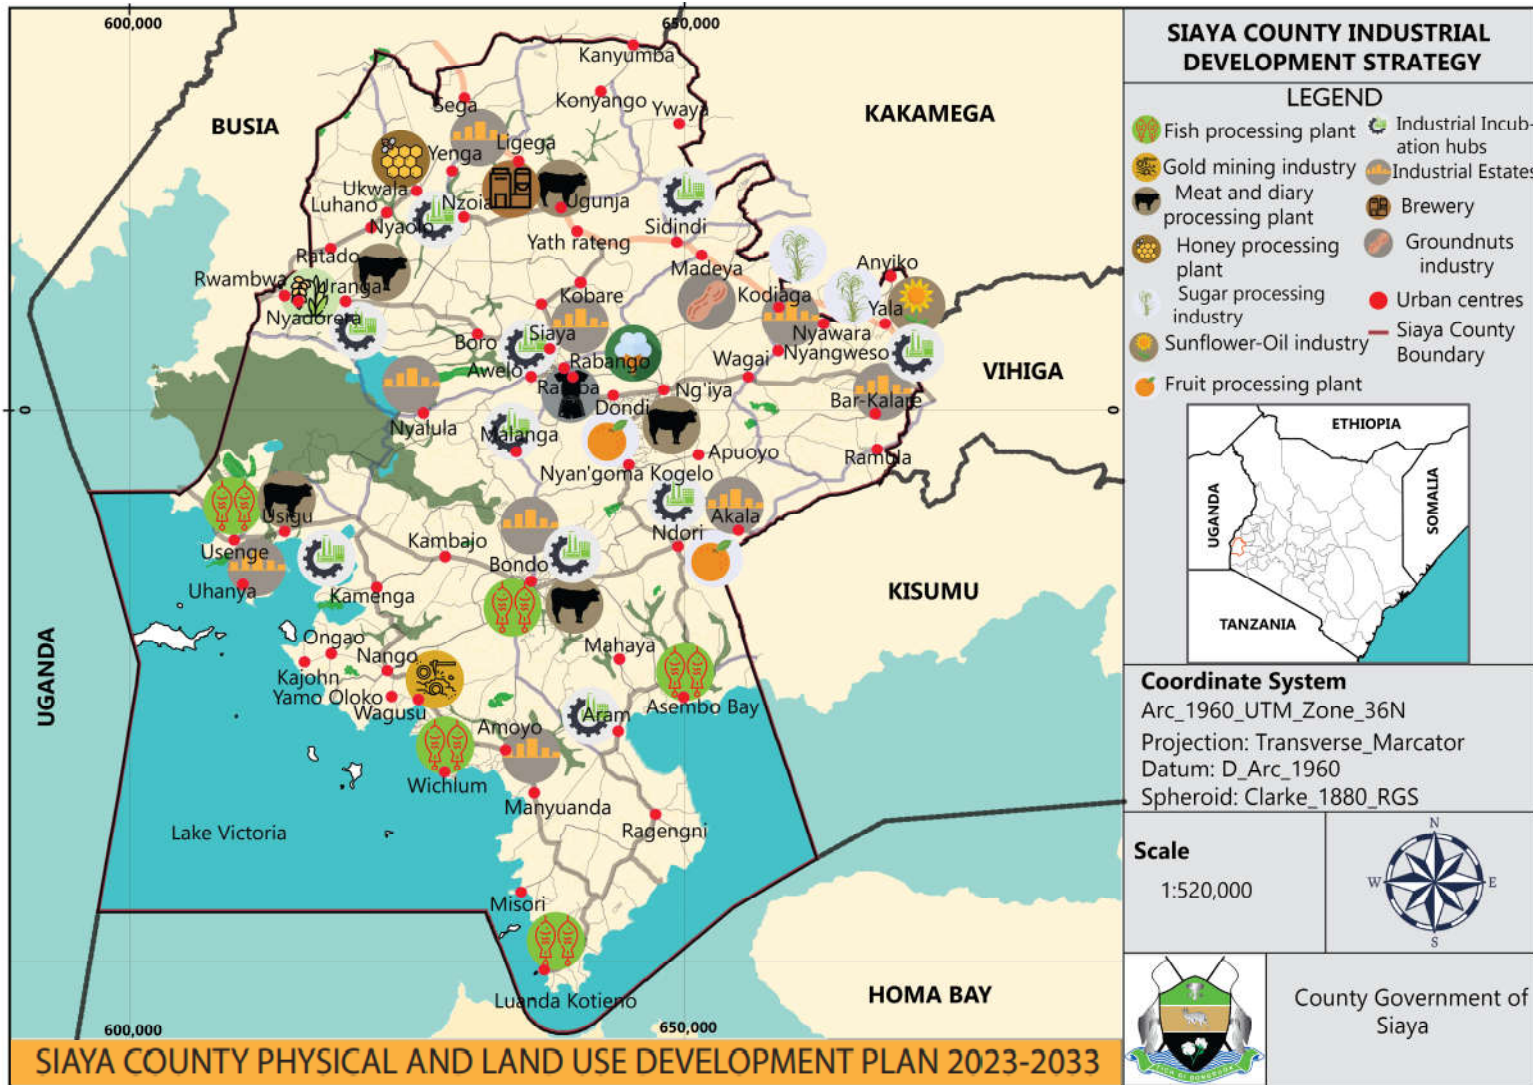 600,000
650,000
Kanyumba
Sega
Konyango
Ywaya
BUSIA
KAKAMEGA
Ligega
Yenga
Ukwala
Luhano
Nzoia
Ugunja
Nyaolo
Sidindi
Yath rateng
Ratado
Madeya
Rwambwa
Uranga
Anyiko
Kobare
Kodiaga
Nyadorera
Yala
Siaya
Nyawara
Boro
Rabango
Wagai
Nyangweso
Awelo
VIHIGA
Ramba
Ng'iya
0
Dondi
Bar-Kalare
0
Nyalula
Malanga
Apuoyo
Ramula
Nyan'goma Kogelo
Usigu
Akala
Ndori
Usenge
Kambajo
Bondo
Uhanya
Kamenga
KISUMU
Ongao
Mahaya
Nango
Kajohn
Yamo Oloko
UGANDA
Asembo Bay
Wagusu
Aram
Amoyo
Wichlum
Manyuanda
Ragengni
Lake Victoria
Misori
HOMA BAY
Luanda Kotieno
600,000
650,000
SIAYA COUNTY PHYSICAL AND LAND USE DEVELOPMENT PLAN 2023-2033
SIAYA COUNTY INDUSTRIAL
DEVELOPMENT STRATEGY
LEGEND
Fish processing plant
Gold mining industry
Meat and diary
processing plant
Honey processing
plant
Sugar processing
industry
Sunflower-Oil industry
Fruit processing plant
Industrial Incub-
ation hubs
Industrial Estates
Brewery
Groundnuts
industry
Urban centres
Siaya County
Boundary
ETHIOPIA
UGANDA
SOMALIA
TANZANIA
Coordinate System
Arc_1960_UTM_Zone_36N
Projection: Transverse_Marcator
Datum: D_Arc_1960
Spheroid: Clarke_1880_RGS
Scale
1:520,000
N
W
E
S
County Government of
Siaya